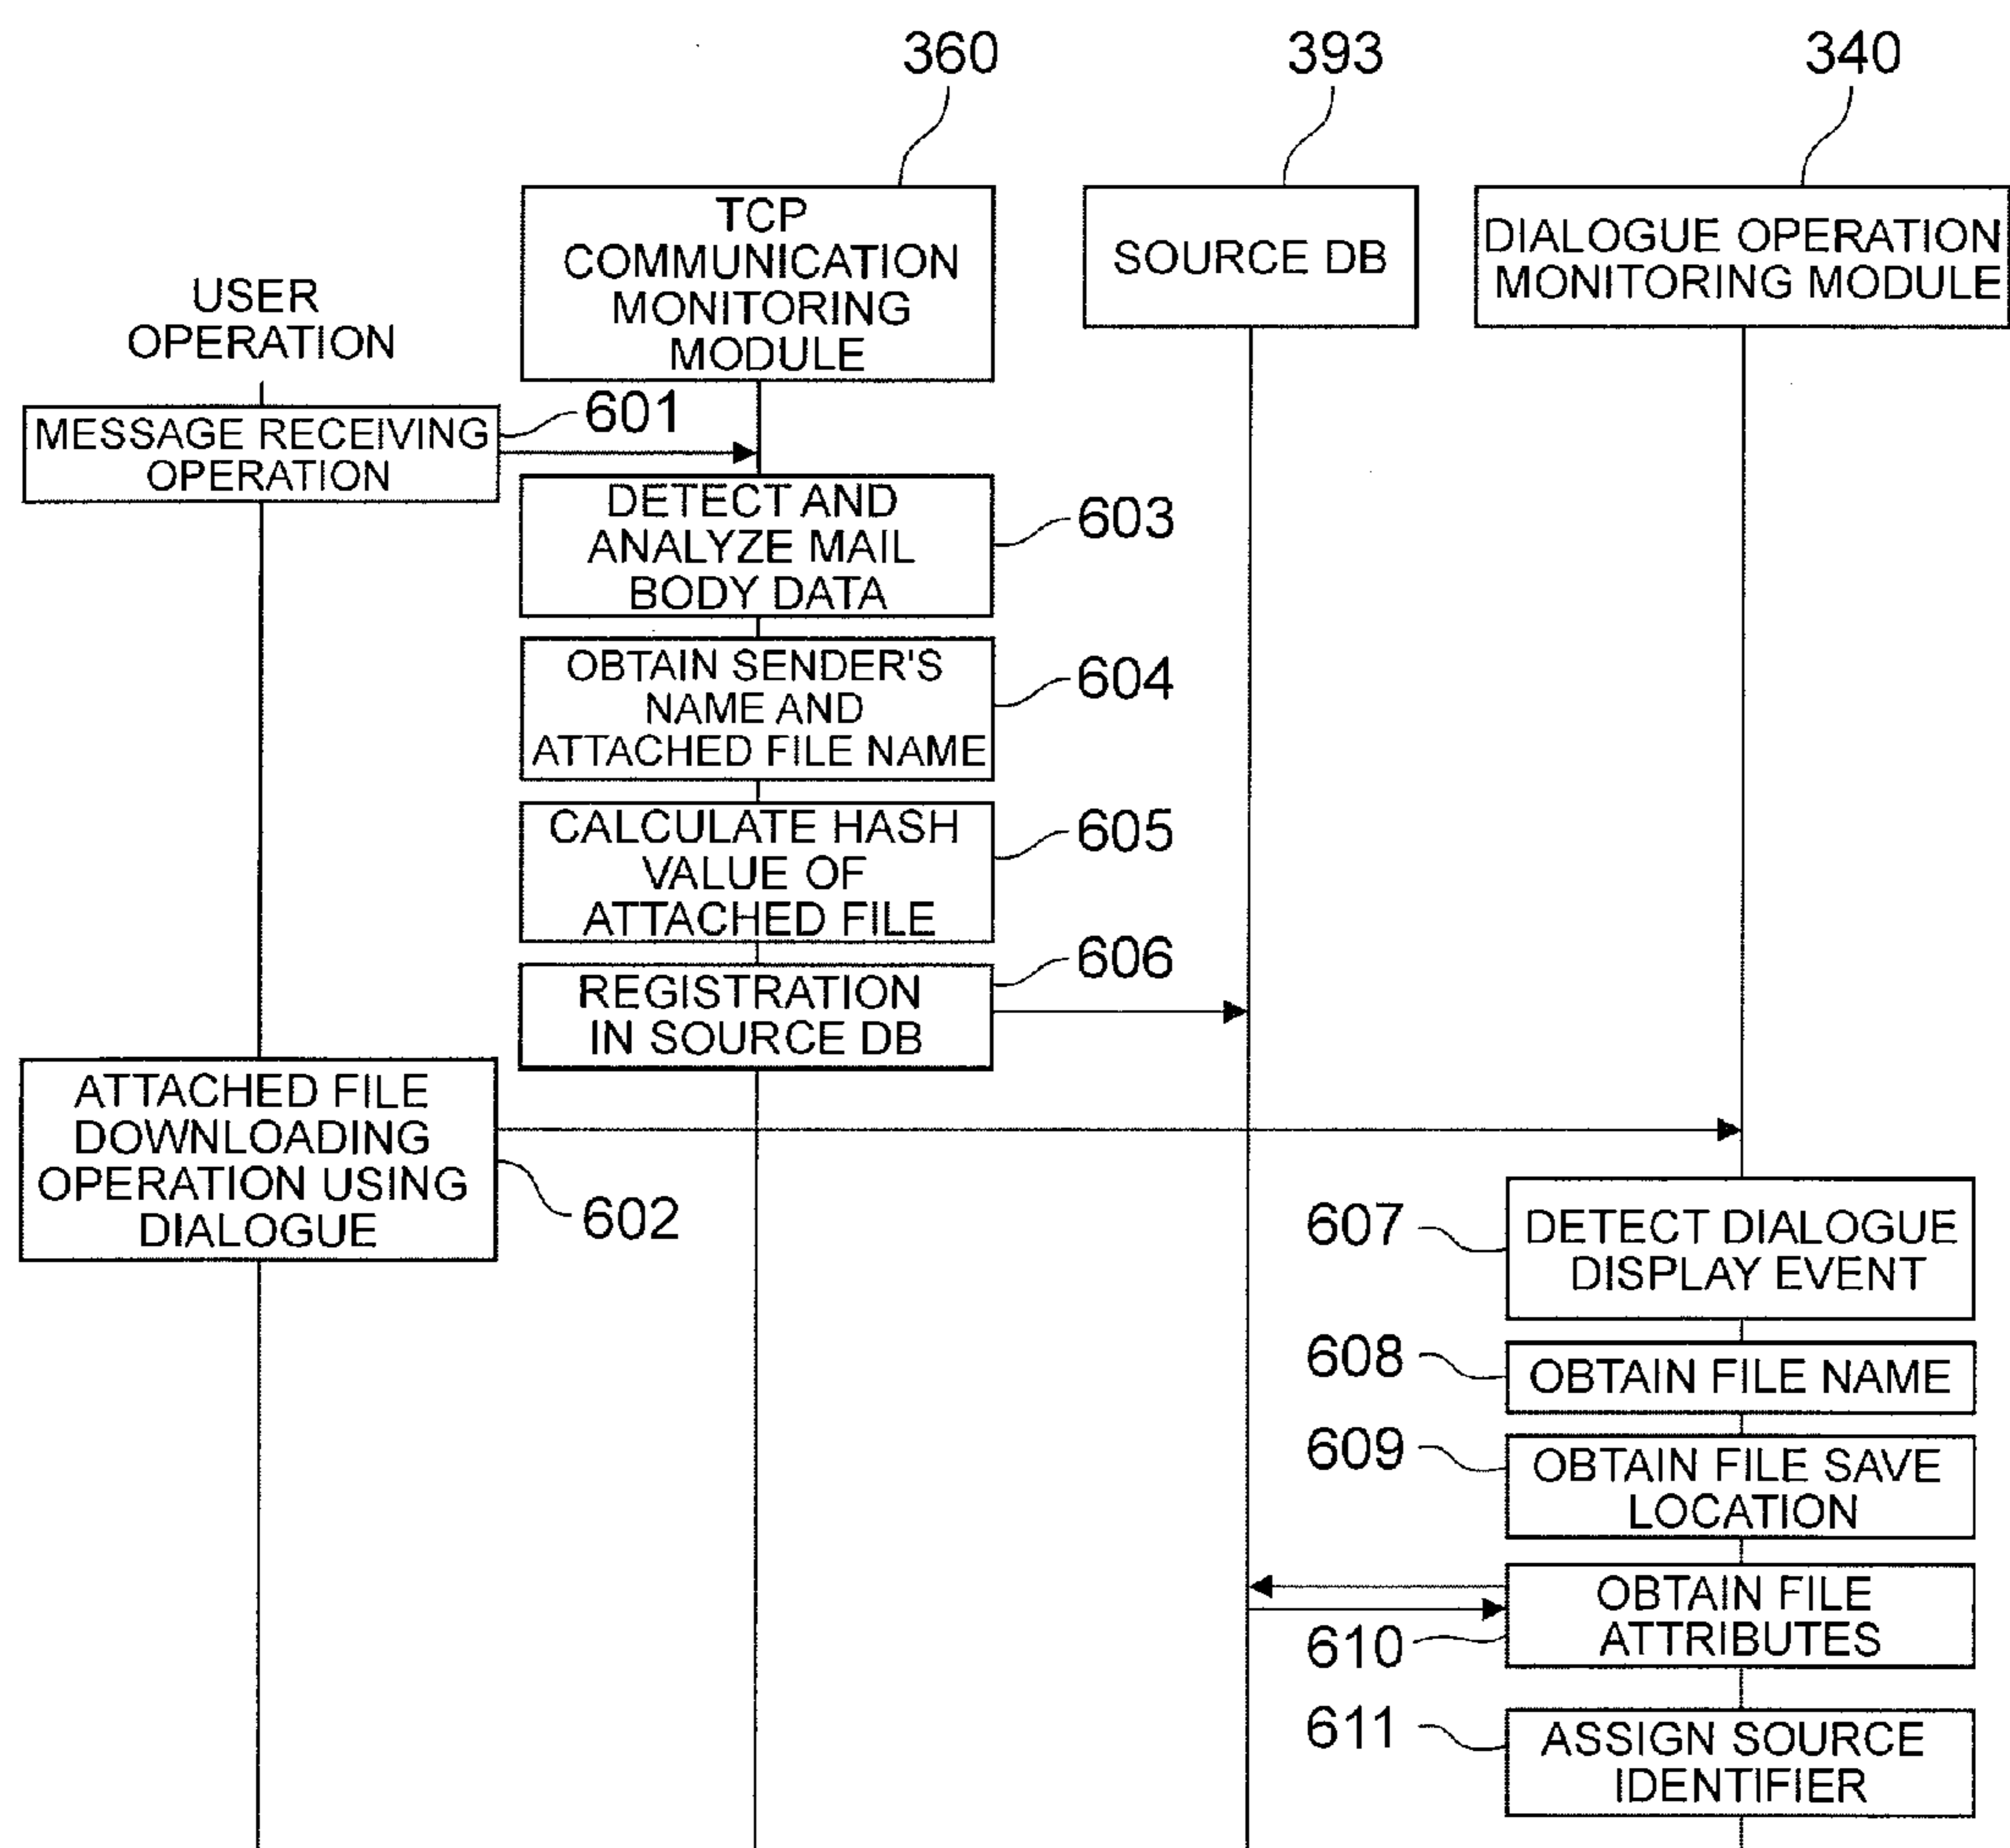 360
393
340
USER
OPERATION
TCP
COMMUNICATION
MONITORING
MODULE
SOURCE DB
DIALOGUE OPERATION
MONITORING MODULE
MESSAGE RECEIVING
OPERATION
601
DETECT AND
ANALYZE MAIL
BODY DATA
603
OBTAIN SENDER'S
NAME AND
ATTACHED FILE NAME
604
CALCULATE HASH
VALUE OF
ATTACHED FILE
605
REGISTRATION
IN SOURCE DB
606
ATTACHED FILE
DOWNLOADING
OPERATION USING
DIALOGUE
602
607
DETECT DIALOGUE
DISPLAY EVENT
608
OBTAIN FILE NAME
609
OBTAIN FILE SAVE
LOCATION
610
OBTAIN FILE
ATTRIBUTES
611
ASSIGN SOURCE
IDENTIFIER